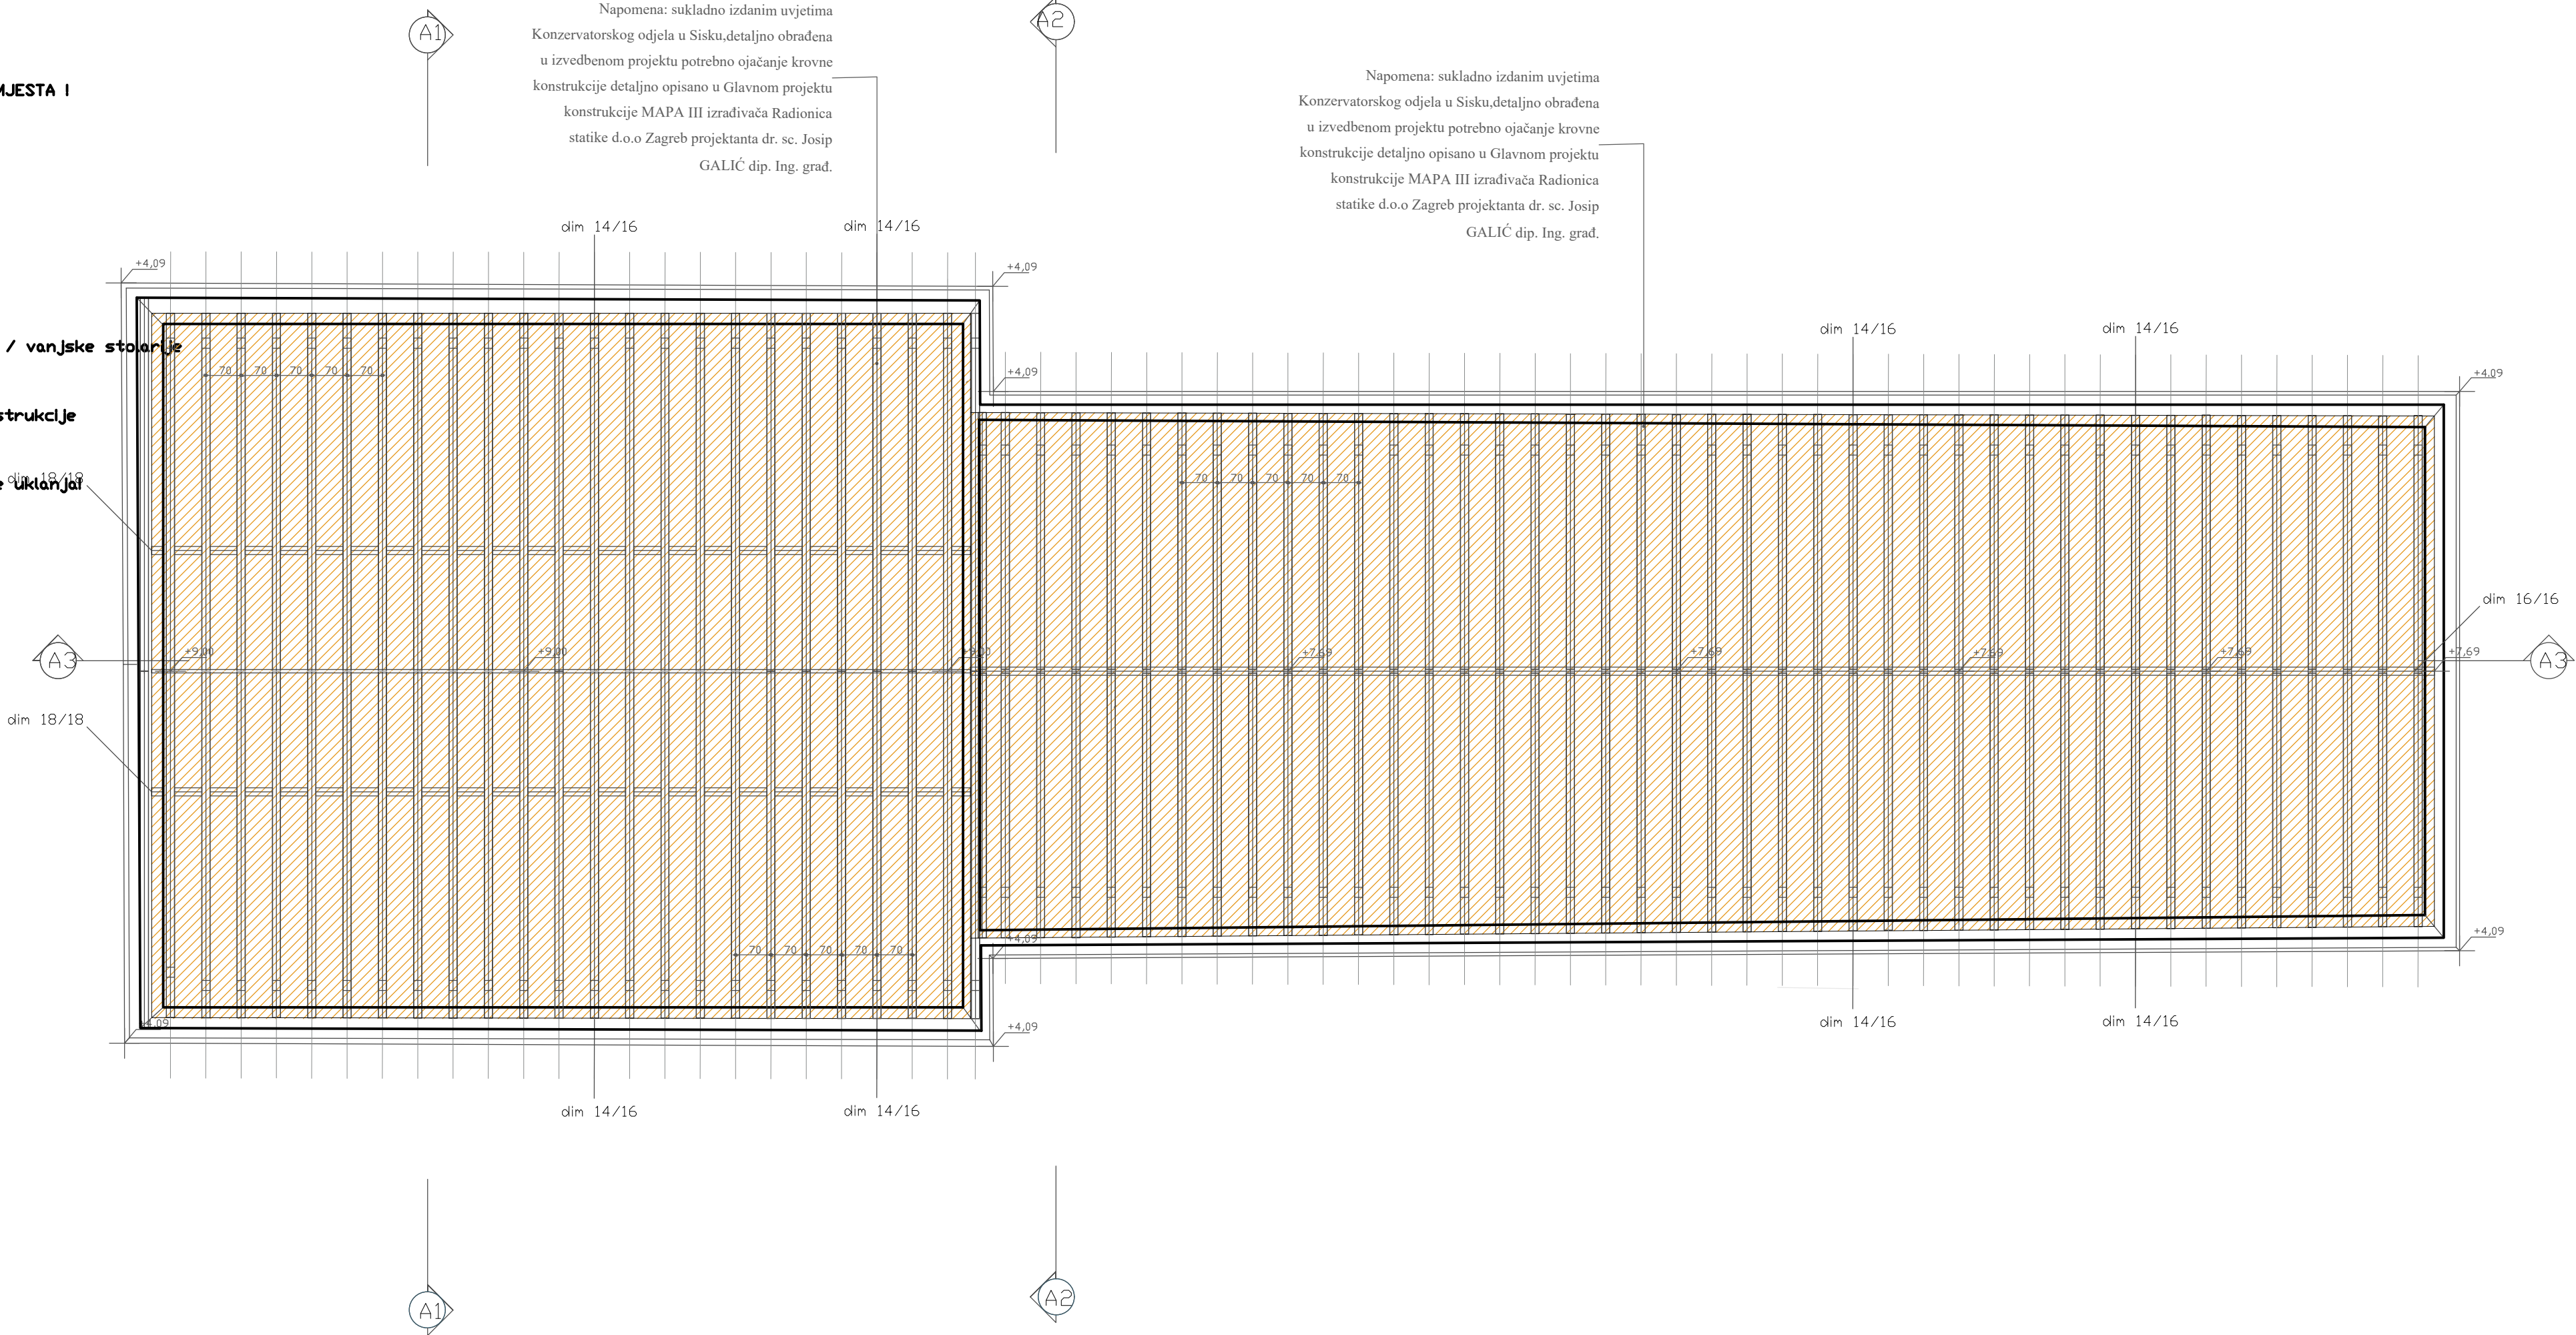 A1
A2
Napomena: sukladno izdanim uvjetima
Konzervatorskog odjela u Sisku,detaljno obrađena
u izvedbenom projektu potrebno ojačanje krovne
konstrukcije detaljno opisano u Glavnom projektu
konstrukcije MAPA III izrađivača Radionica
statike d.o.o Zagreb projektanta dr. sc. Josip
GALIĆ dip. Ing. građ.
Napomena: sukladno izdanim uvjetima
Konzervatorskog odjela u Sisku,detaljno obrađena
u izvedbenom projektu potrebno ojačanje krovne
konstrukcije detaljno opisano u Glavnom projektu
konstrukcije MAPA III izrađivača Radionica
statike d.o.o Zagreb projektanta dr. sc. Josip
GALIĆ dip. Ing. građ.
MJESTA I
dim 14/16
dim 14/16
+4,09
+4,09
dim 14/16
dim 14/16
/ vanjske stolarije
70 70 70 70 70
+4,09
+4,09
strukcije
dim 18/18
e uklanjai
70 70 70 70 70
dim 16/16
A3
+9,00
+9,00
+9,00
+7,69
+7,69
+7,69
+7,69
+7,69
A3
dim 18/18
70 70 70 70 70
+4,09
+4,09
+4,09
+4,09
dim 14/16
dim 14/16
dim 14/16
dim 14/16
A1
A2